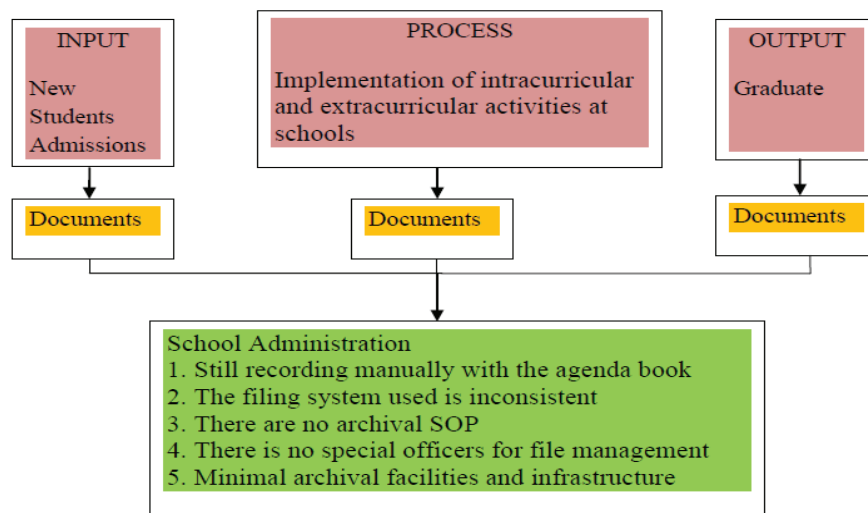 INPUT
New
Students
Admissions
PROCESS
Implementation of intracurricular
and extracurricular activities at
schools
OUTPUT
Graduate
Documents
Documents
Documents
School Administration
1. Still recording manually with the agenda book
2. The filing system used is inconsistent
3. There are no archival SOP
4. There is no special officers for file management
5. Minimal archival facilities and infrastructure